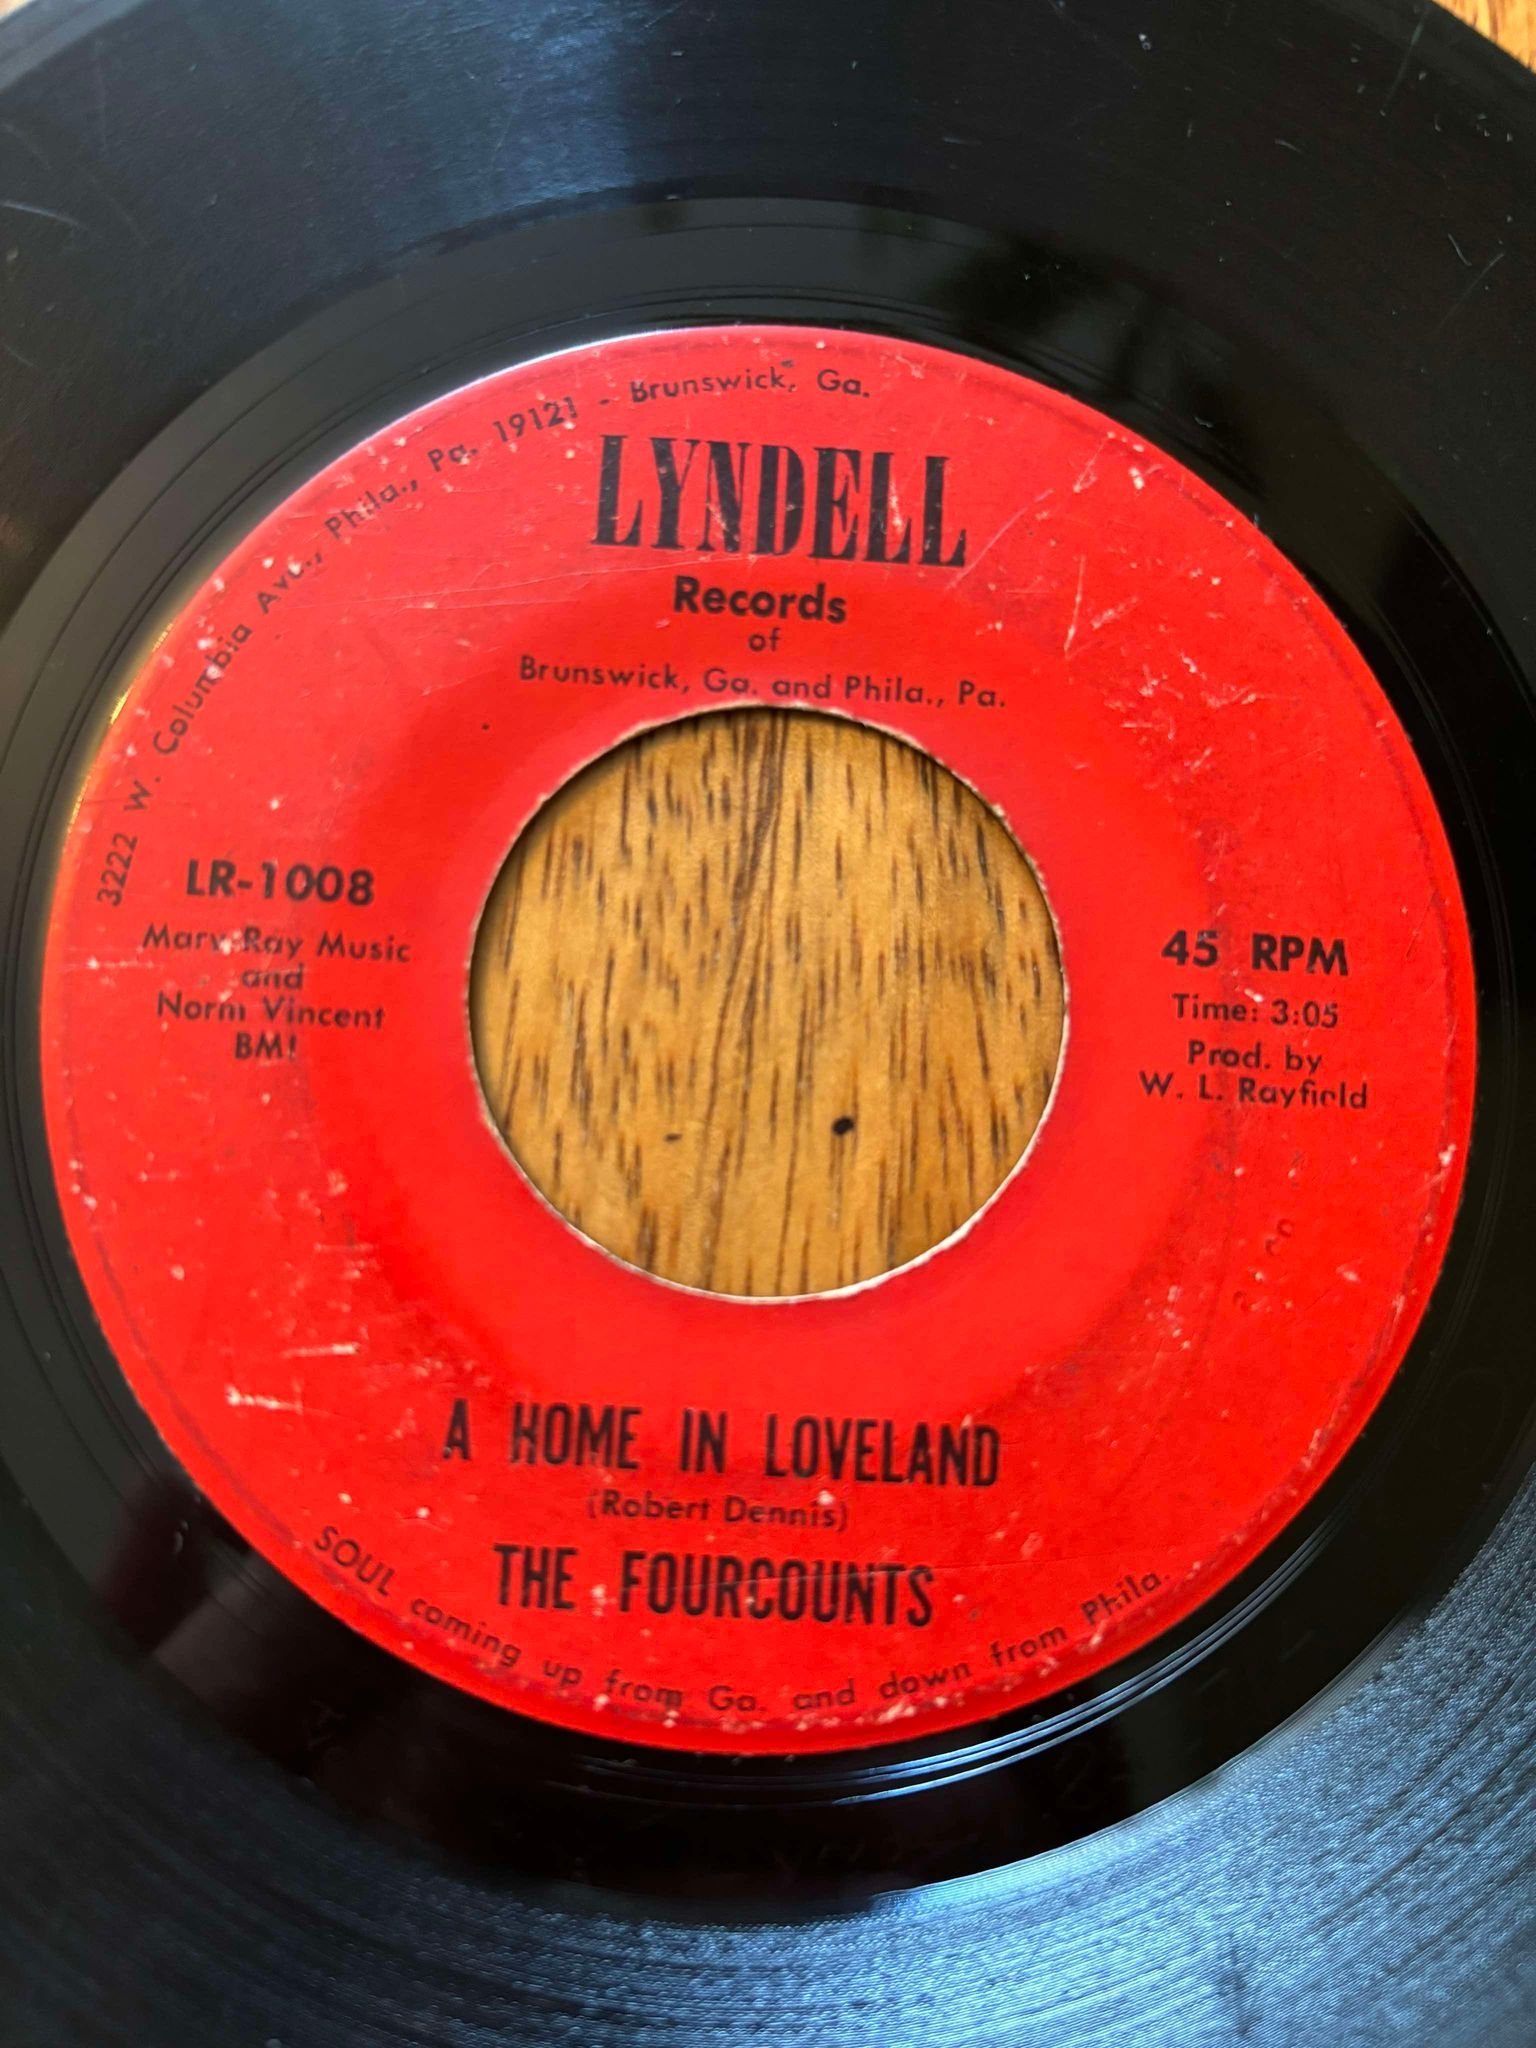 3222 W. Columbia Ave., Phila., Pa. 19121 - Brunswick, Ga.
LYNDELL
Records
of
Brunswick, Ga. and Phila., Pa.
LR-1008
Mary Ray Music
and
Norm Vincent
BMI
45 RPM
Time: 3:05
Prod. by
W. L. Rayfield
A HOME IN LOVELAND
(Robert Dennis)
THE FOURCOUNTS
SOUL coming up from Ga. and down from Phila.